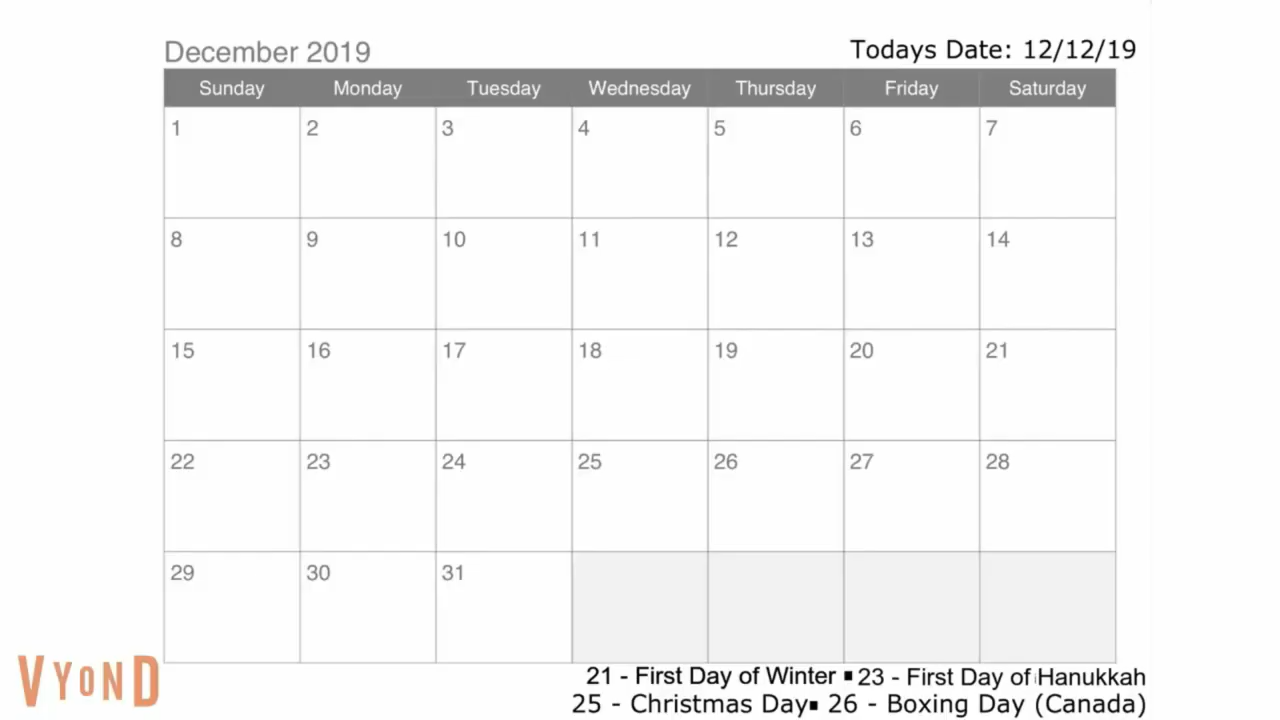 December 2019
Todays Date: 12/12/19
Sunday Monday Tuesday Wednesday Thursday Friday Saturday
1 2 3 4 5 6 7
8 9 10 11 12 13 14
15 16 17 18 19 20 21
22 23 24 25 26 27 28
29 30 31
21 - First Day of Winter ▪ 23 - First Day of Hanukkah
25 - Christmas Day▪ 26 - Boxing Day (Canada)
VYOND